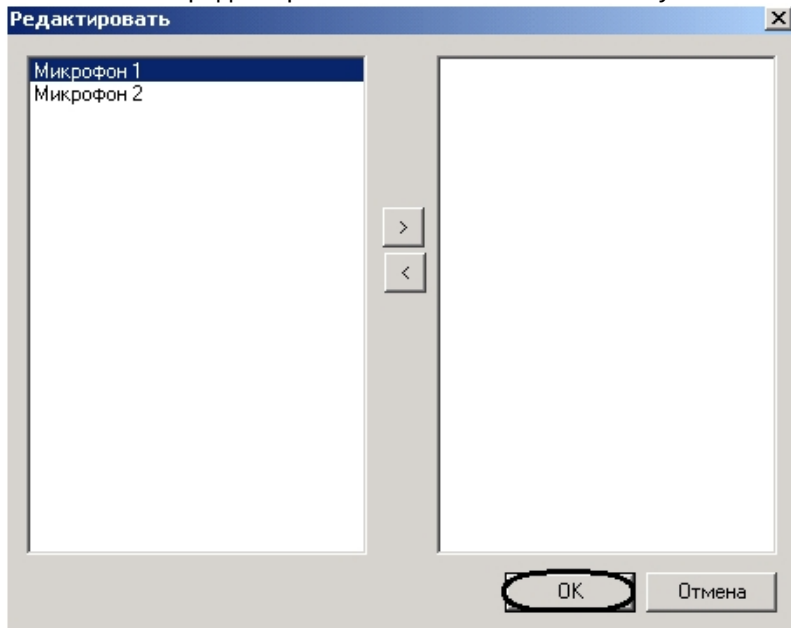 Редактировать
Микрофон 1
Микрофон 2
>
<
OK
Отмена